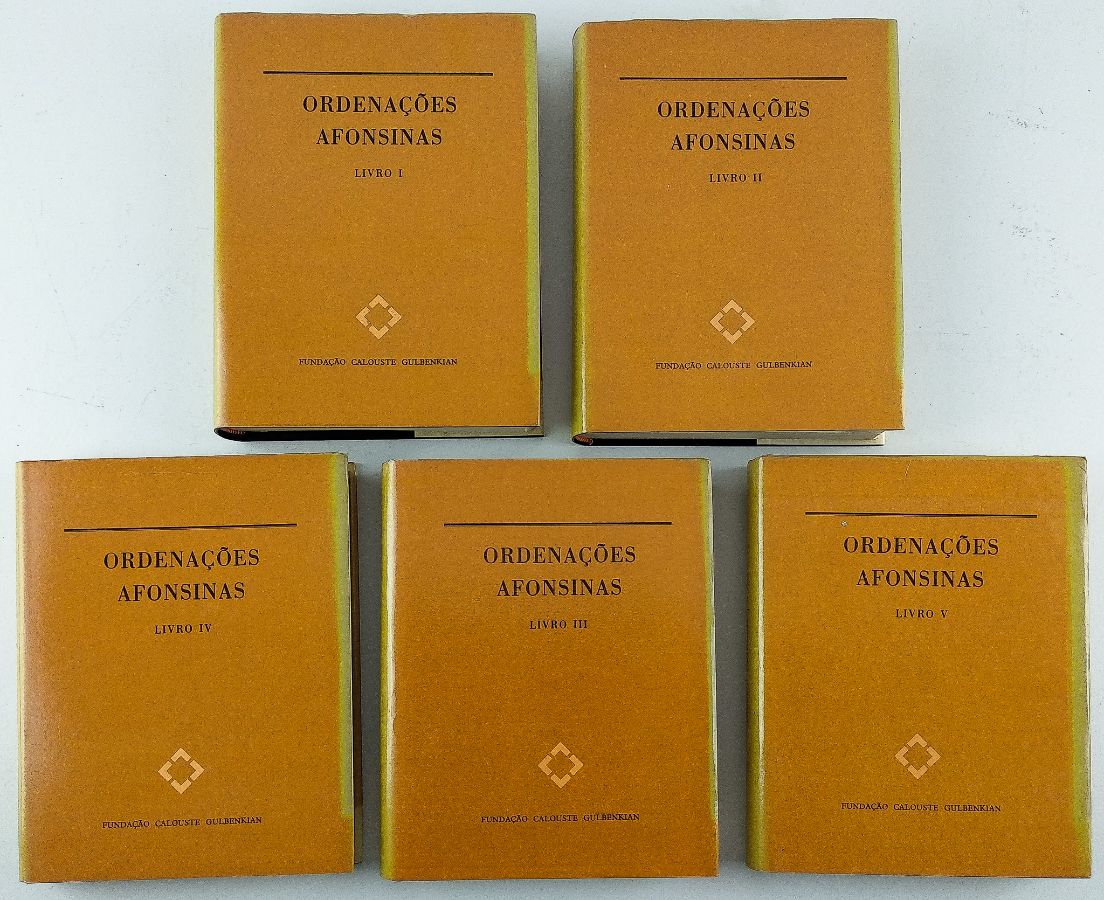 ORDENAÇÕES
AFONSINAS
LIVRO I
FUNDAÇÃO CALOUSTE GULBENKIAN
ORDENAÇÕES
AFONSINAS
LIVRO II
FUNDAÇÃO CALOUSTE GULBENKIAN
ORDENAÇÕES
AFONSINAS
LIVRO IV
FUNDAÇÃO CALOUSTE GULBENKIAN
ORDENAÇÕES
AFONSINAS
LIVRO III
FUNDAÇÃO CALOUSTE GULBENKIAN
ORDENAÇÕES
AFONSINAS
LIVRO V
FUNDAÇÃO CALOUSTE GULBENKIAN